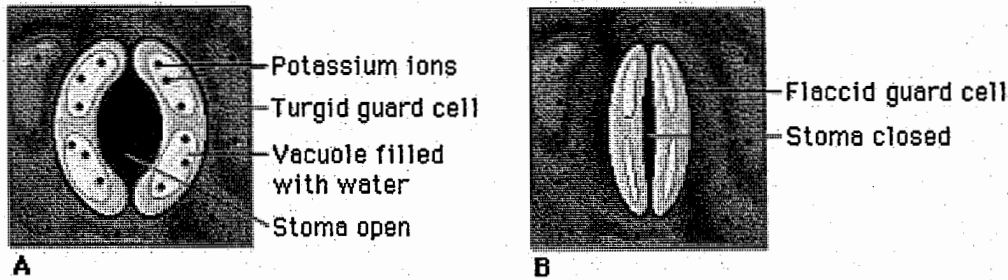 Potassium ions
Turgid guard cell
Vacuole filled
with water
Stoma open
A
Flaccid guard cell
Stoma closed
B